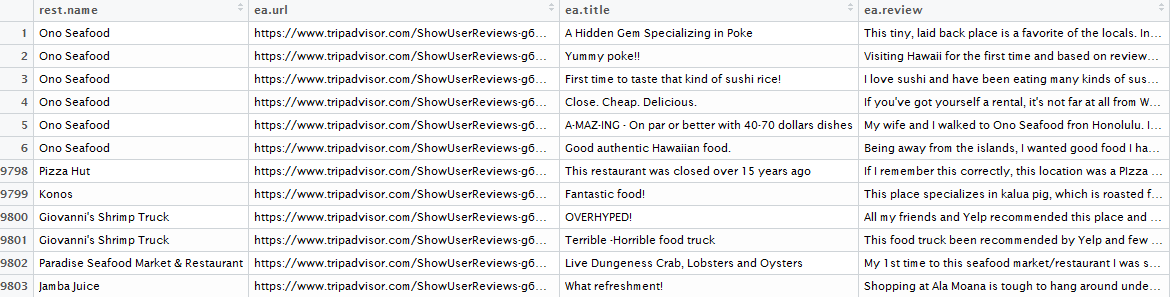 rest.name ea.url ea.title ea.review
1 Ono Seafood https://www.tripadvisor.com/ShowUserReviews-g6... A Hidden Gem Specializing in Poke This tiny, laid back place is a favorite of the locals. In...
2 Ono Seafood https://www.tripadvisor.com/ShowUserReviews-g6... Yummy poke!! Visiting Hawaii for the first time and based on review...
3 Ono Seafood https://www.tripadvisor.com/ShowUserReviews-g6... First time to taste that kind of sushi rice! I love sushi and have been eating many kinds of sus...
4 Ono Seafood https://www.tripadvisor.com/ShowUserReviews-g6... Close. Cheap. Delicious. If you've got yourself a rental, it's not far at all from W...
5 Ono Seafood https://www.tripadvisor.com/ShowUserReviews-g6... A-MAZ-ING - On par or better with 40-70 dollars dishes My wife and I walked to Ono Seafood fron Honolulu. I...
6 Ono Seafood https://www.tripadvisor.com/ShowUserReviews-g6... Good authentic Hawaiian food. Being away from the islands, I wanted good food I ha...
9798 Pizza Hut https://www.tripadvisor.com/ShowUserReviews-g6... This restaurant was closed over 15 years ago If I remember this correctly, this location was a PIzza ...
9799 Konos https://www.tripadvisor.com/ShowUserReviews-g6... Fantastic food! This place specializes in kalua pig, which is roasted f...
9800 Giovanni's Shrimp Truck https://www.tripadvisor.com/ShowUserReviews-g6... OVERHYPED! All my friends and Yelp recommended this place and ...
9801 Giovanni's Shrimp Truck https://www.tripadvisor.com/ShowUserReviews-g6... Terrible -Horrible food truck This food truck been recommended by Yelp and few ...
9802 Paradise Seafood Market & Restaurant https://www.tripadvisor.com/ShowUserReviews-g6... Live Dungeness Crab, Lobsters and Oysters My 1st time to this seafood market/restaurant I was s...
9803 Jamba Juice https://www.tripadvisor.com/ShowUserReviews-g6... What refreshment! Shopping at Ala Moana is tough to hang around unde...